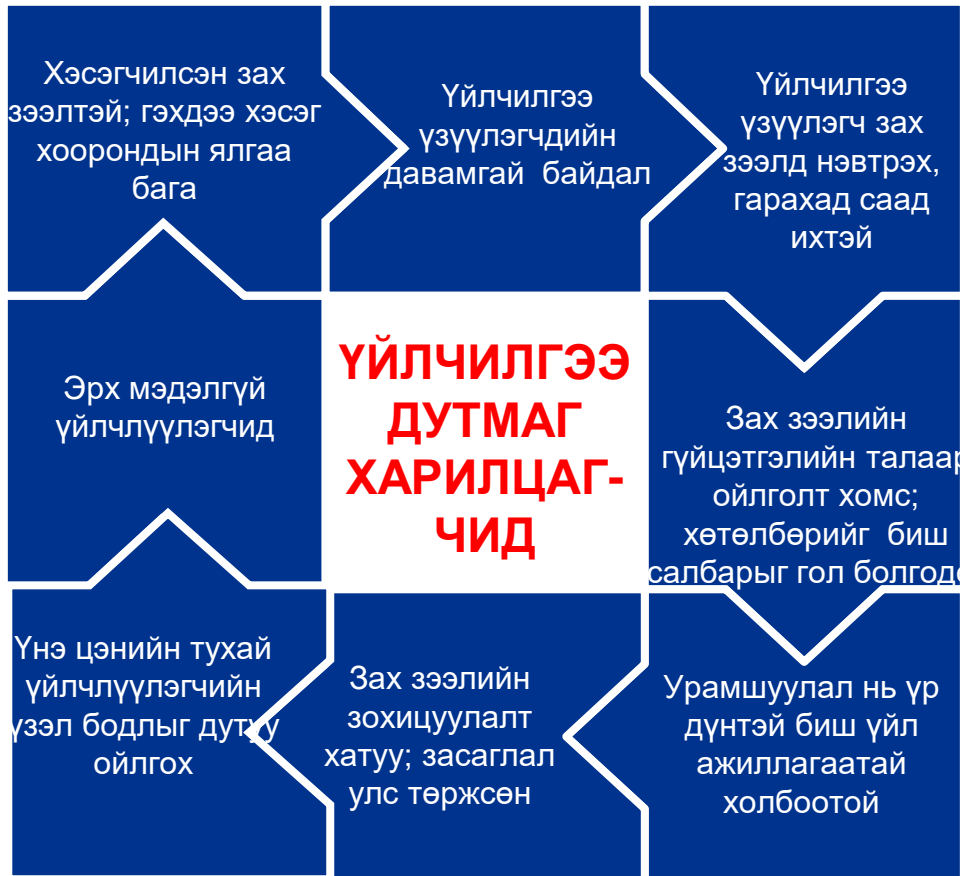 Хэсэгчилсэн зах
зээлтэй; гэхдээ хэсэг
хоорондын ялгаа
бага
Үйлчилгээ
үзүүлэгчдийн
давамгай байдал
Үйлчилгээ
үзүүлэгч зах
зээлд нэвтрэх,
гарахад саад
ихтэй
Эрх мэдэлгүй
үйлчлүүлэгчид
ҮЙЛЧИЛГЭЭ
ДУТМАГ
ХАРИЛЦАГ-
ЧИД
Зах зээлийн
гүйцэтгэлийн талаар
ойлголт хомс;
хөтөлбөрийг биш
салбарыг гол болгодо
Үнэ цэнийн тухай
үйлчлүүлэгчийн
үзэл бодлыг дутуу
ойлгох
Зах зээлийн
зохицуулалт
хатуу; засаглал
улс төржсөн
Урамшуулал нь үр
дүнтэй биш үйл
ажиллагаатай
холбоотой